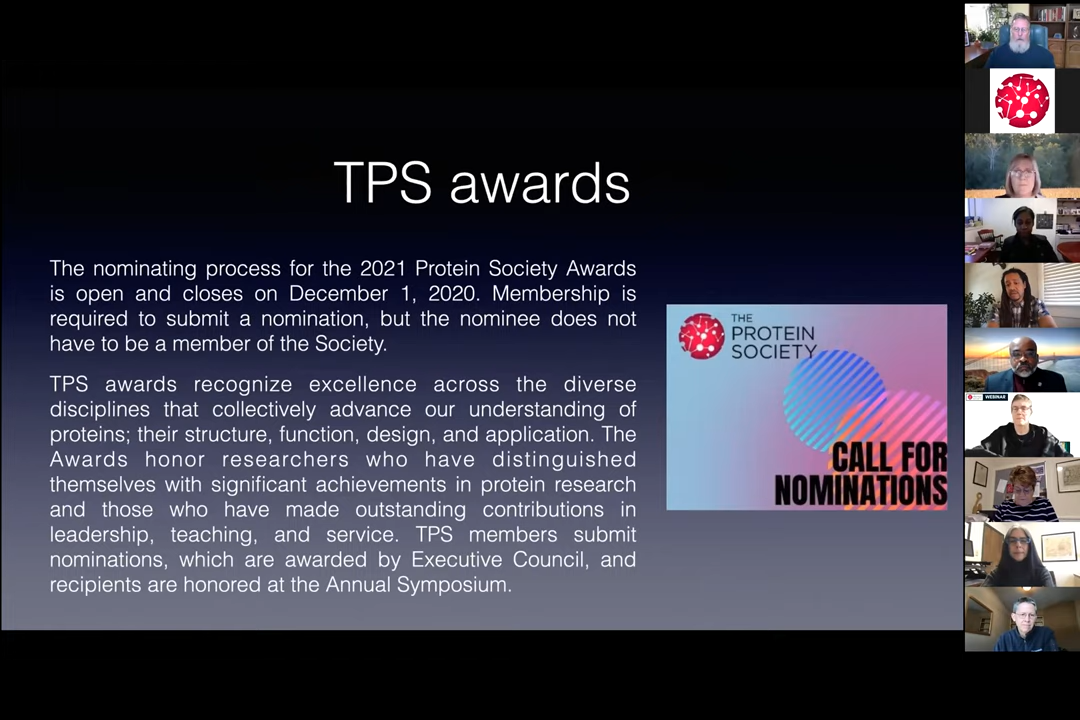 TPS awards
The nominating process for the 2021 Protein Society Awards
is open and closes on December 1, 2020. Membership is
required to submit a nomination, but the nominee does not
have to be a member of the Society.
TPS awards recognize excellence across the diverse
disciplines that collectively advance our understanding of
proteins; their structure, function, design, and application. The
Awards honor researchers who have distinguished
themselves with significant achievements in protein research
and those who have made outstanding contributions in
leadership, teaching, and service. TPS members submit
nominations, which are awarded by Executive Council, and
recipients are honored at the Annual Symposium.
THE
PROTEIN
SOCIETY
CALL FOR
NOMINATIONS
WEBINAR